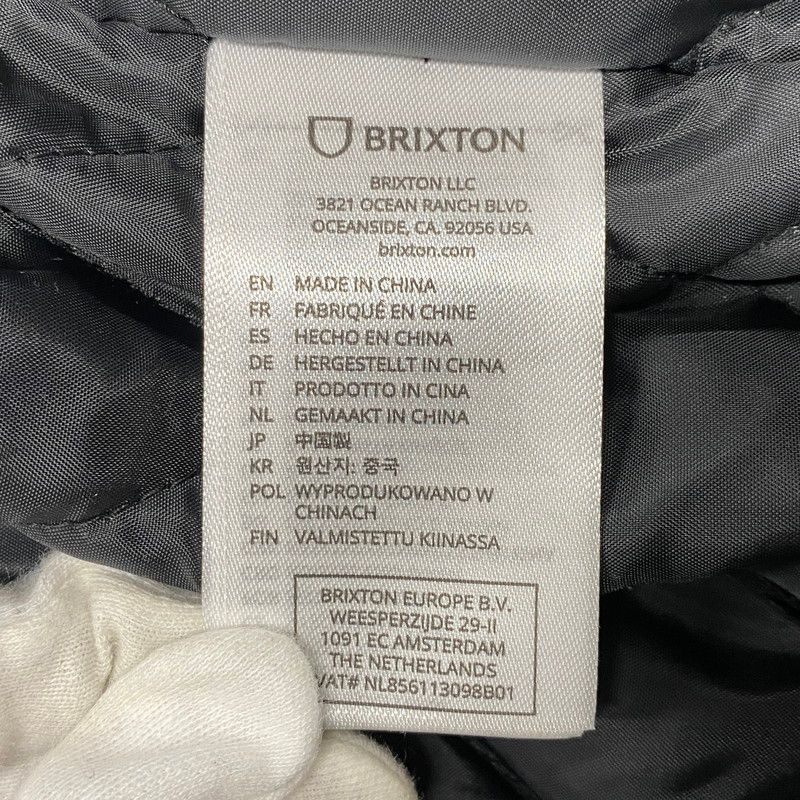 BRIXTON
BRIXTON LLC
3821 OCEAN RANCH BLVD.
OCEANSIDE, CA. 92056 USA
brixton.com
EN MADE IN CHINA
FR FABRIQUÉ EN CHINE
ES HECHO EN CHINA
DE HERGESTELLT IN CHINA
IT PRODOTTO IN CINA
NL GEMAAKT IN CHINA
JP 中国製
KR 원산지: 중국
POL WYPRODUKOWANO W
CHINACH
FIN VALMISTETTU KIINASSA
BRIXTON EUROPE B.V.
WEESPERZIJDE 29-II
1091 EC AMSTERDAM
THE NETHERLANDS
VAT# NL856113098B01